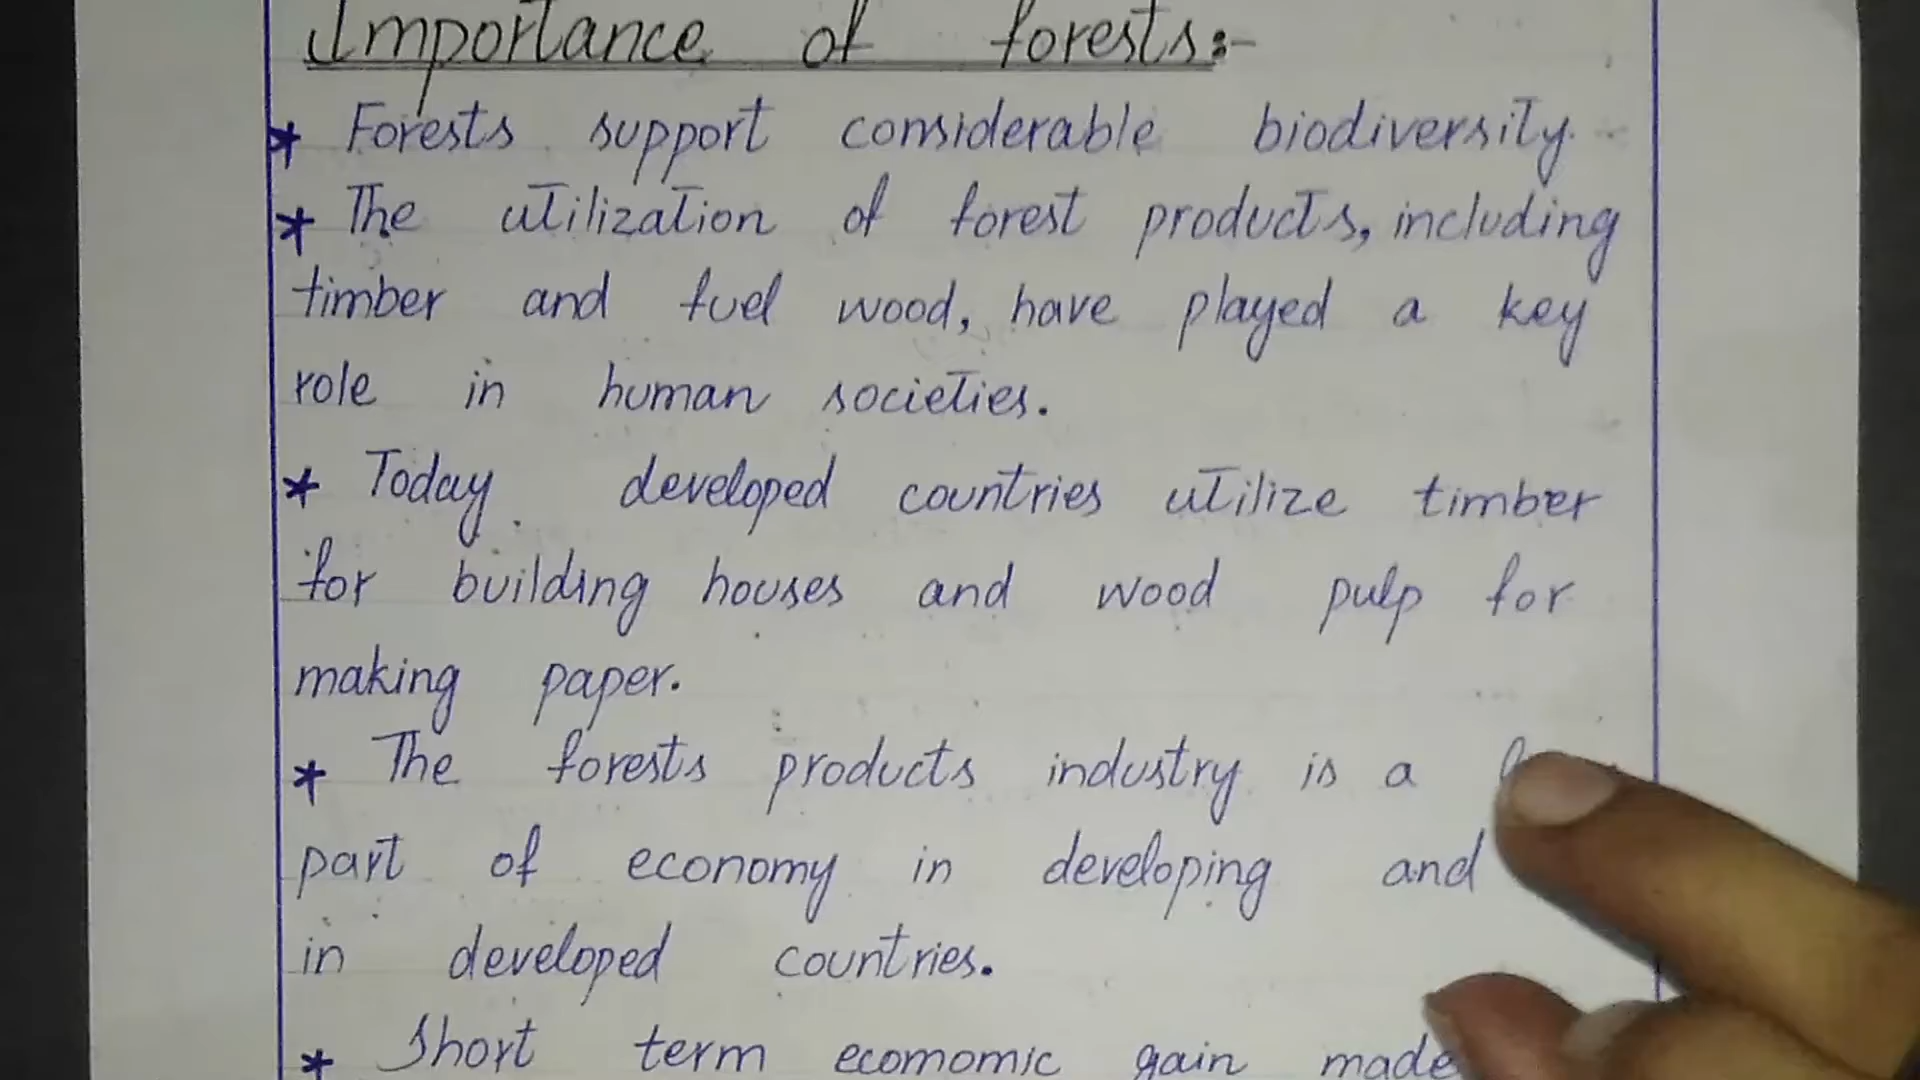 Importance of forests:-
* Forests support considerable biodiversity.
* The utilization of forest products, including
timber and fuel wood, have played a key
role in human societies.
* Today developed countries utilize timber
for building houses and wood pulp for
making paper.
* The forests products industry is a
part of economy in developing and
in developed countries.
* Short term ecomomic gain made